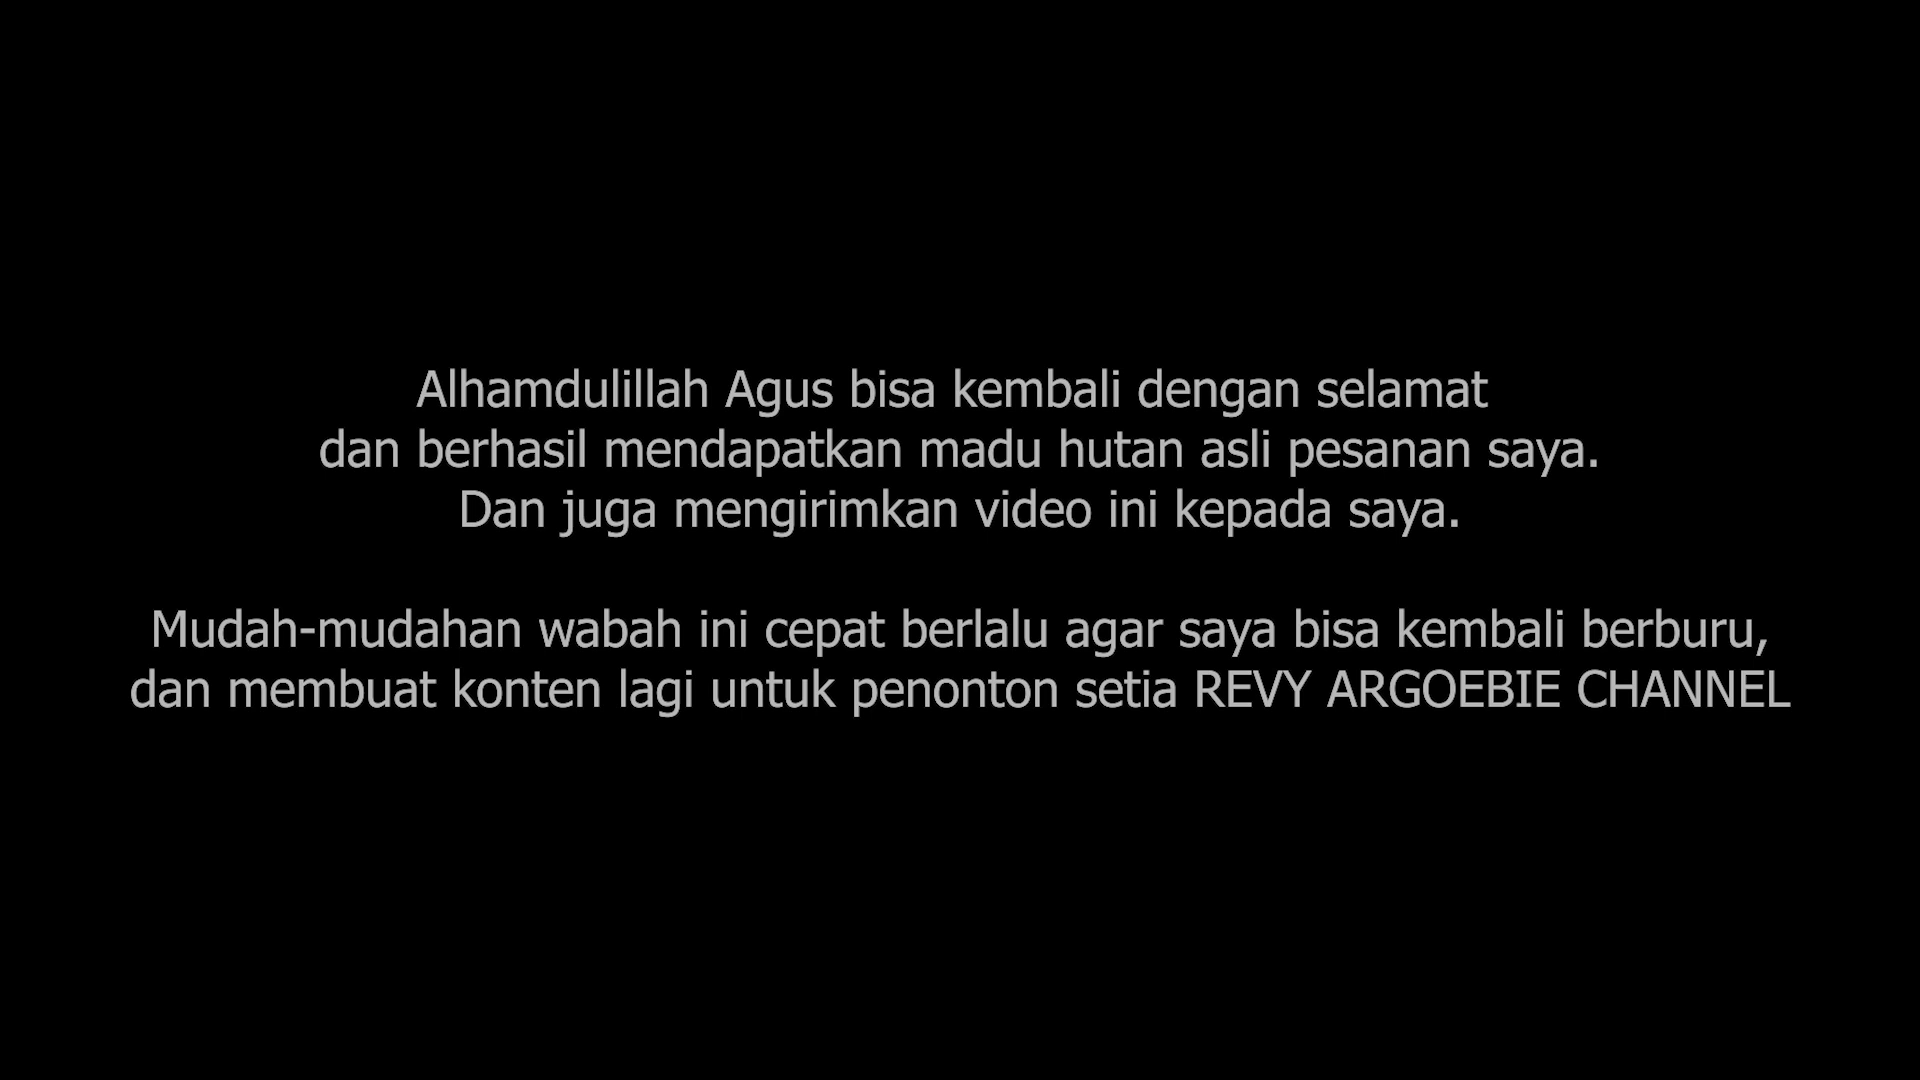 Alhamdulillah Agus bisa kembali dengan selamat
dan berhasil mendapatkan madu hutan asli pesanan saya.
Dan juga mengirimkan video ini kepada saya.
Mudah-mudahan wabah ini cepat berlalu agar saya bisa kembali berburu,
dan membuat konten lagi untuk penonton setia REVY ARGOEBIE CHANNEL